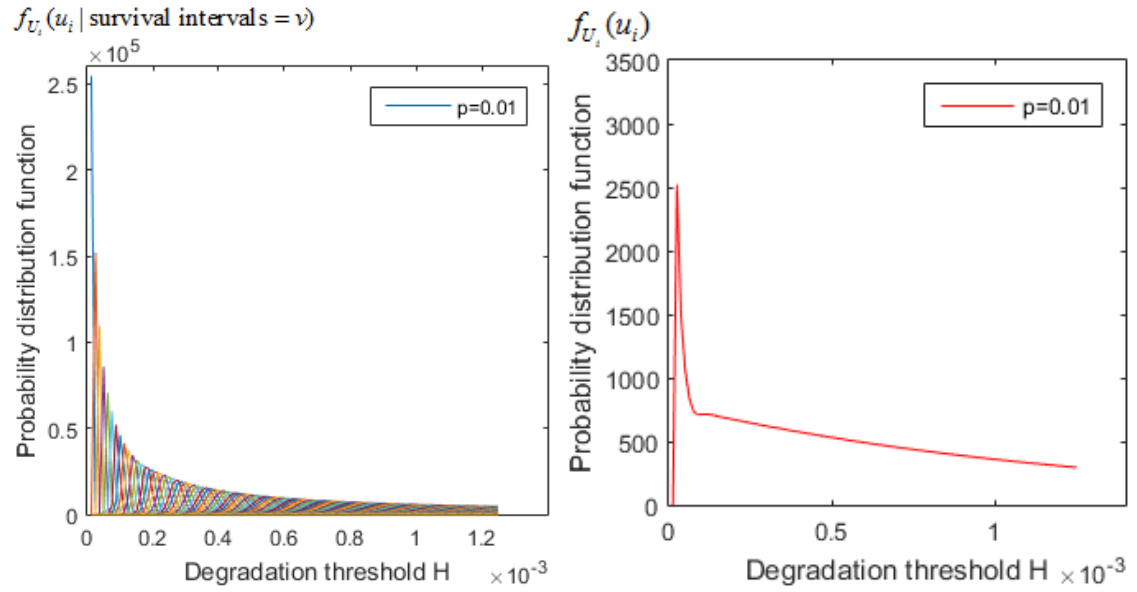 f_{U_i}(u_i | survival intervals = v)
× 10^5
2.5
2
1.5
1
0.5
0
Probability distribution function
p=0.01
0 0.2 0.4 0.6 0.8 1 1.2
Degradation threshold H × 10^-3
f_{U_i}(u_i)
3500
3000
2500
2000
1500
1000
500
0
Probability distribution function
p=0.01
0 0.5 1
Degradation threshold H × 10^-3